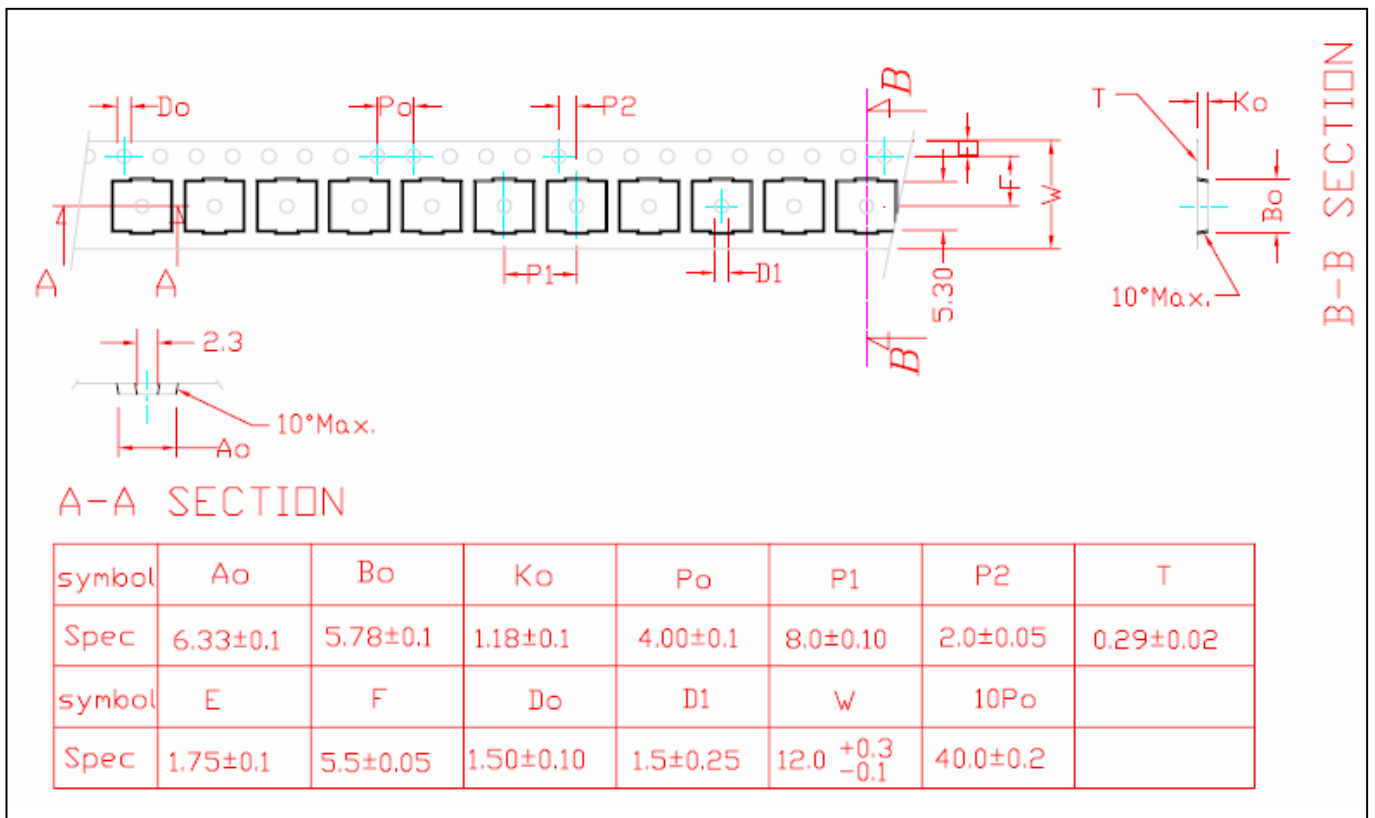 Do
Po
P2
B
E
F
W
T
Ko
Bo
10°Max.
B-B SECTION
A
A
P1
D1
5.30
B
2.3
10°Max.
Ao
A-A SECTION
symbol Ao Bo Ko Po P1 P2 T
Spec 6.33±0.1 5.78±0.1 1.18±0.1 4.00±0.1 8.0±0.10 2.0±0.05 0.29±0.02
symbol E F Do D1 W 10Po
Spec 1.75±0.1 5.5±0.05 1.50±0.10 1.5±0.25 12.0 +0.3 -0.1 40.0±0.2